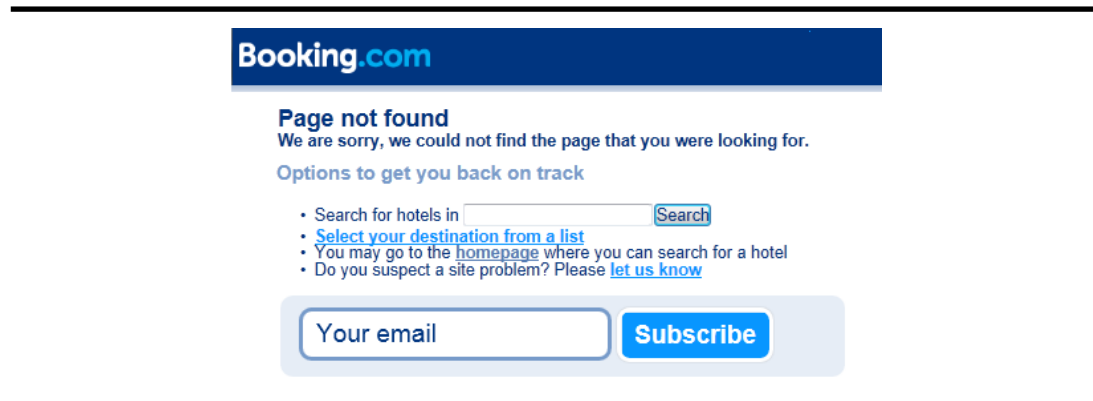 Booking.com
Page not found
We are sorry, we could not find the page that you were looking for.
Options to get you back on track
• Search for hotels in Search
• Select your destination from a list
• You may go to the homepage where you can search for a hotel
• Do you suspect a site problem? Please let us know
Your email Subscribe